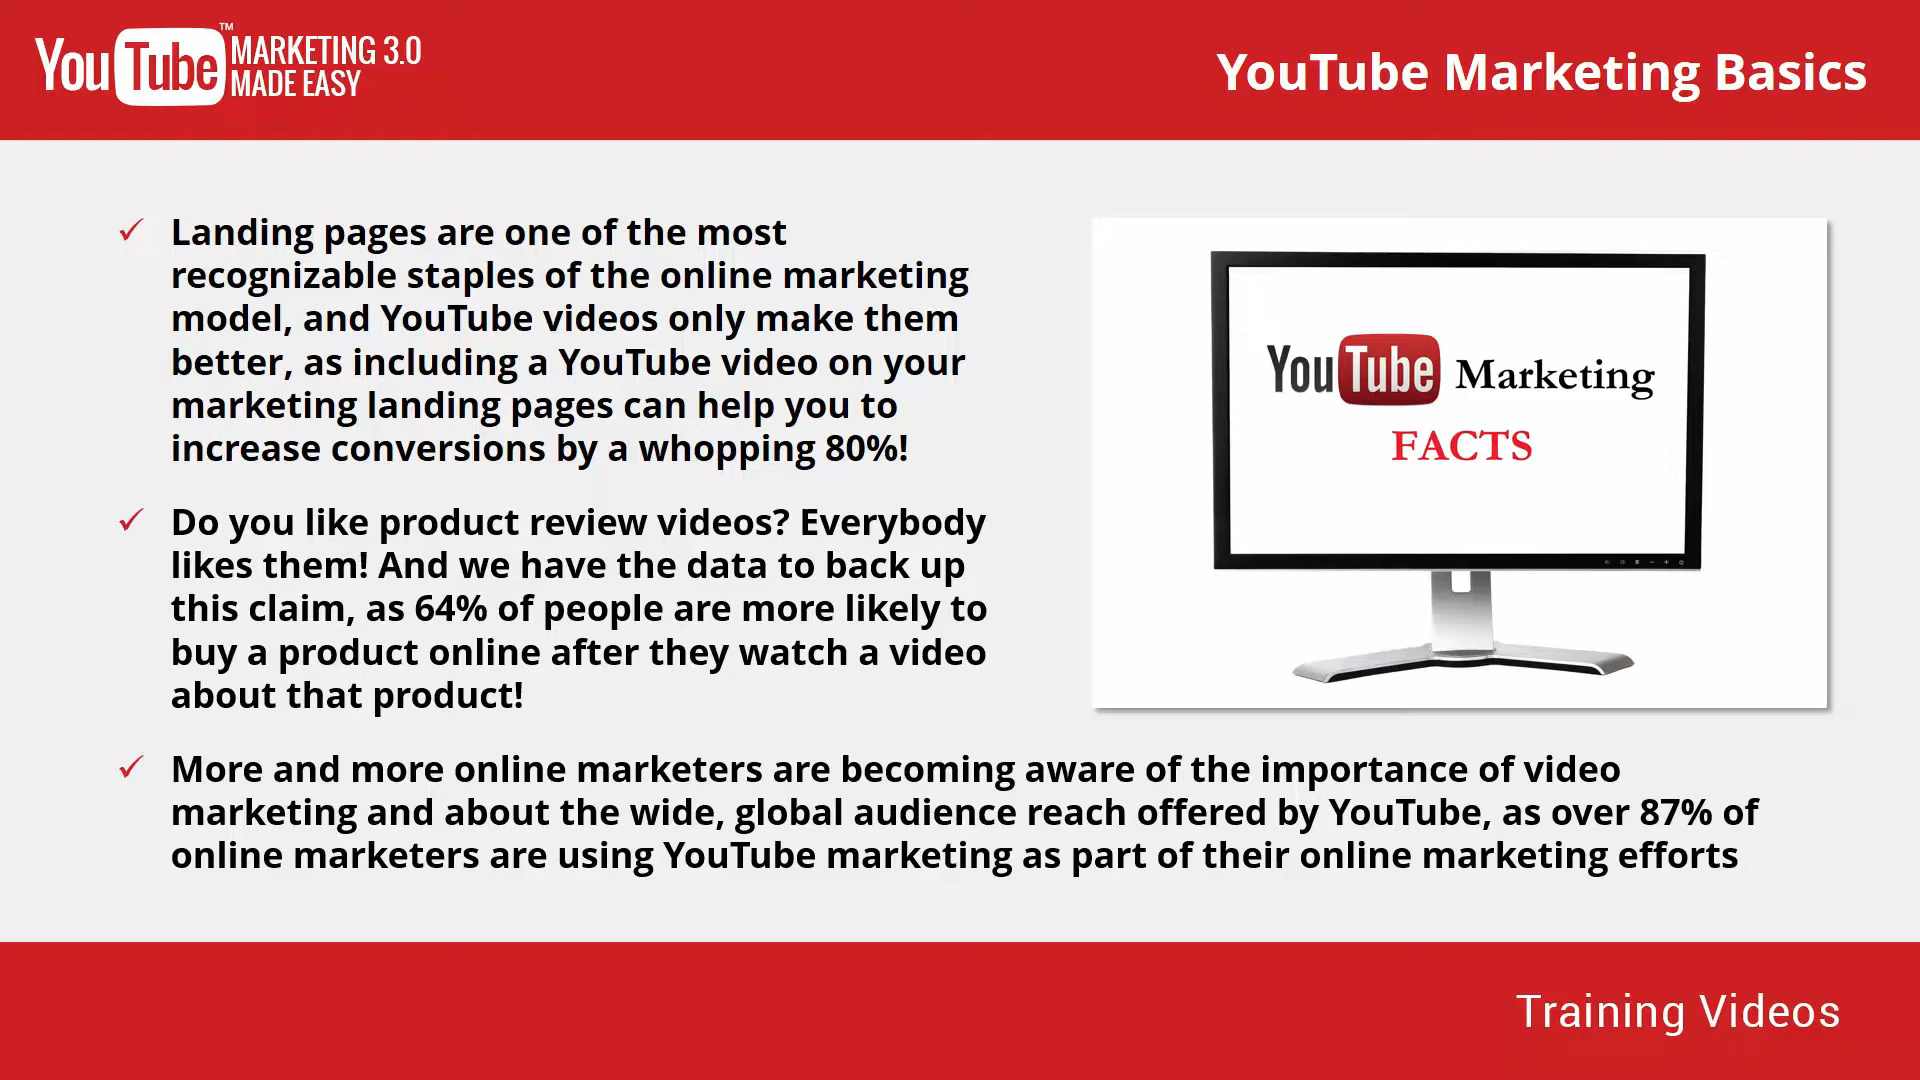 YouTube™ MARKETING 3.0
MADE EASY
YouTube Marketing Basics
✓ Landing pages are one of the most
recognizable staples of the online marketing
model, and YouTube videos only make them
better, as including a YouTube video on your
marketing landing pages can help you to
increase conversions by a whopping 80%!
✓ Do you like product review videos? Everybody
likes them! And we have the data to back up
this claim, as 64% of people are more likely to
buy a product online after they watch a video
about that product!
YouTube Marketing
FACTS
✓ More and more online marketers are becoming aware of the importance of video
marketing and about the wide, global audience reach offered by YouTube, as over 87% of
online marketers are using YouTube marketing as part of their online marketing efforts
Training Videos